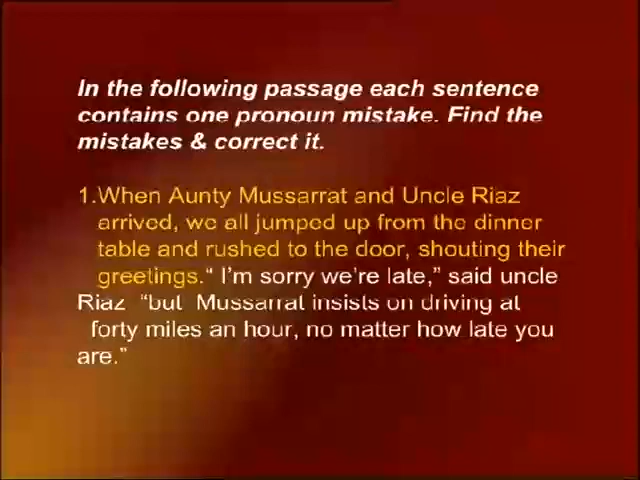 In the following passage each sentence
contains one pronoun mistake. Find the
mistakes & correct it.
1.When Aunty Mussarrat and Uncle Riaz
arrived, we all jumped up from the dinner
table and rushed to the door, shouting their
greetings.“ I’m sorry we’re late,” said uncle
Riaz “but Mussarrat insists on driving at
forty miles an hour, no matter how late you
are.”